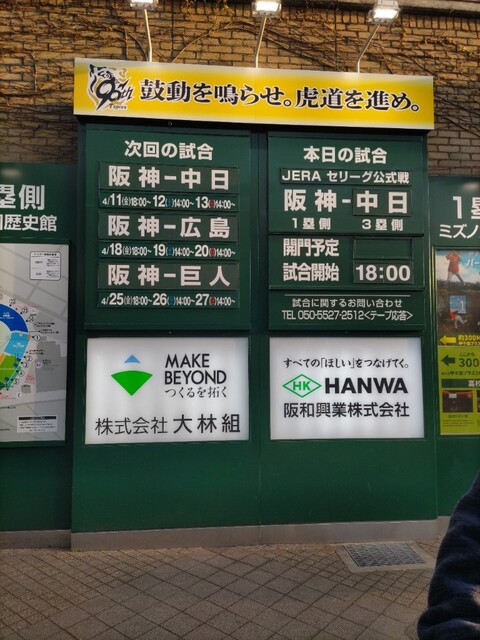 90th
Tigers
鼓動を鳴らせ。虎道を進め。
次回の試合
阪神-中日
4/11(金)18:00~12(土)14:00~13(日)14:00~
阪神-広島
4/18(金)18:00~19(土)14:00~20(日)14:00~
阪神-巨人
4/25(金)18:00~26(土)14:00~27(日)14:00~
本日の試合
JERA セリーグ公式戦
阪神-中日
1塁側 3塁側
開門予定
試合開始 18:00
試合に関するお問い合わせ
TEL 050-5527-2512<テープ応答>
MAKE
BEYOND
つくるを拓く
株式会社 大林組
すべての「ほしい」をつなげてく。
HK HANWA
阪和興業株式会社
塁側
歴史館
1塁
ミズノ
約300m
300